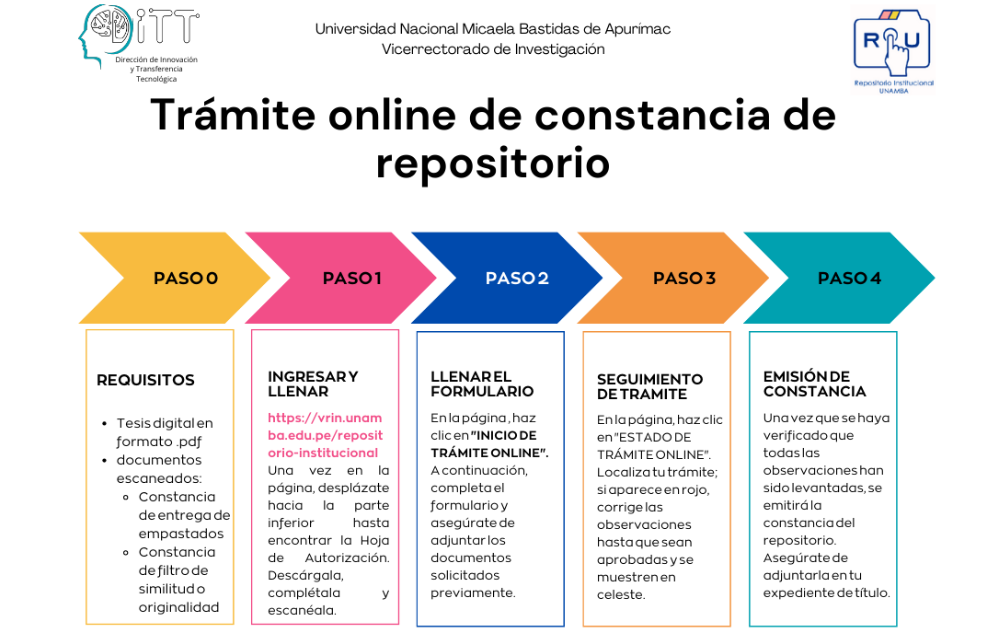 DiTT
Dirección de Innovación
y Transferencia
Tecnológica
Universidad Nacional Micaela Bastidas de Apurímac
Vicerrectorado de Investigación
RIU
Repositorio Institucional
UNAMBA
Trámite online de constancia de
repositorio
PASO 0
PASO 1
PASO 2
PASO 3
PASO 4
REQUISITOS
• Tesis digital en
formato .pdf
• documentos
escaneados:
◦ Constancia
de entrega de
empastados
◦ Constancia
de filtro de
similitud o
originalidad
INGRESAR Y
LLENAR
https://vrin.unam
ba.edu.pe/reposit
orio-institucional
Una vez en la
página, desplázate
hacia la parte
inferior hasta
encontrar la Hoja
de Autorización.
Descárgala,
complétala y
escanéala.
LLENAR EL
FORMULARIO
En la página , haz
clic en "INICIO DE
TRÁMITE ONLINE".
A continuación,
completa el
formulario y
asegúrate de
adjuntar los
documentos
solicitados
previamente.
SEGUIMIENTO
DE TRAMITE
En la página, haz clic
en "ESTADO DE
TRÁMITE ONLINE".
Localiza tu trámite;
si aparece en rojo,
corrige las
observaciones
hasta que sean
aprobadas y se
muestren en
celeste.
EMISIÓN DE
CONSTANCIA
Una vez que se haya
verificado que
todas las
observaciones han
sido levantadas, se
emitirá la
constancia del
repositorio.
Asegúrate de
adjuntarla en tu
expediente de título.